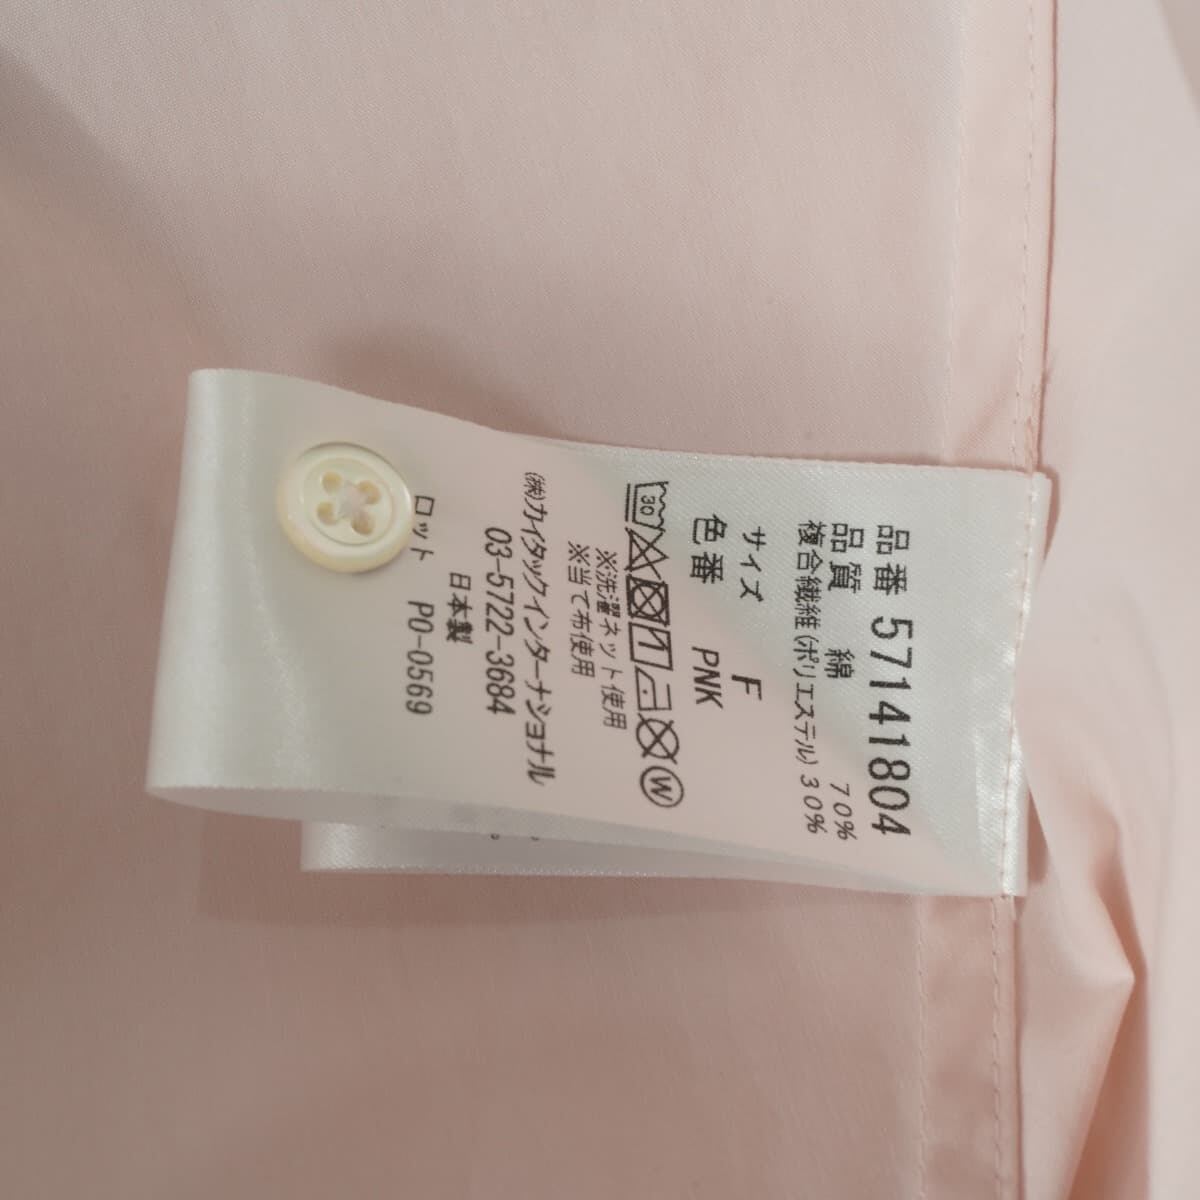 品番 57141804
品質 綿 70%
複合繊維(ポリエステル) 30%
サイズ F
色番 PNK
30 W
※洗濯ネット使用
※当て布使用
(株)カイタックインターナショナル
03-5722-3684
日本製
ロット PO-0569